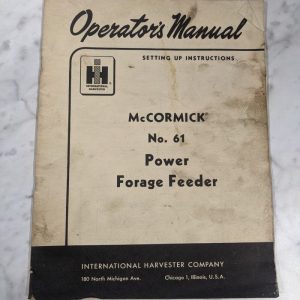 Operator's Manual
SETTING UP INSTRUCTIONS
IH
INTERNATIONAL
HARVESTER
McCORMICK®
No. 61
Power
Forage Feeder
INTERNATIONAL HARVESTER COMPANY
180 North Michigan Ave. Chicago 1, Illinois, U.S.A.